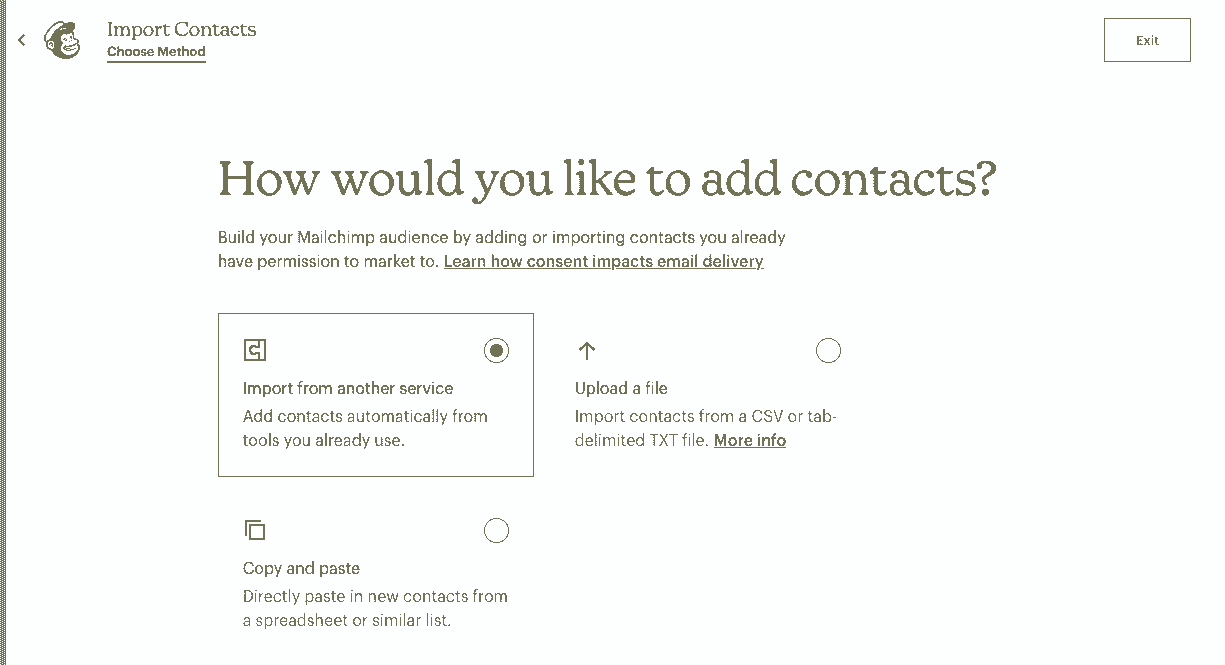 Import Contacts
Choose Method
Exit
How would you like to add contacts?
Build your Mailchimp audience by adding or importing contacts you already
have permission to market to. Learn how consent impacts email delivery
Import from another service
Add contacts automatically from
tools you already use.
Upload a file
Import contacts from a CSV or tab-
delimited TXT file. More info
Copy and paste
Directly paste in new contacts from
a spreadsheet or similar list.